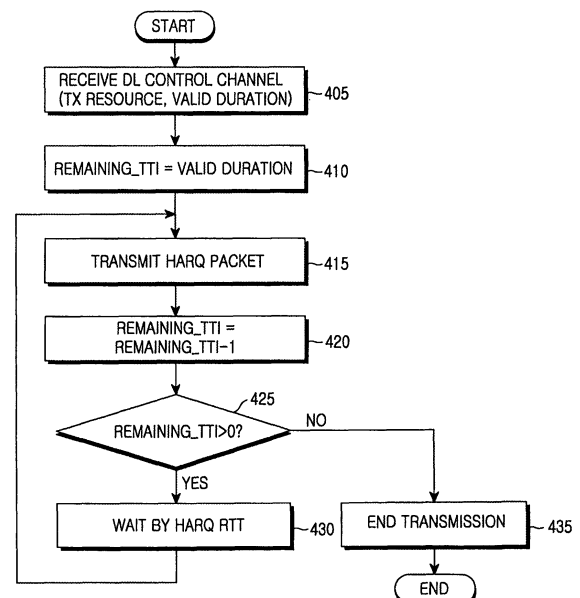 START
RECEIVE DL CONTROL CHANNEL
(TX RESOURCE, VALID DURATION)
405
REMAINING_TTI = VALID DURATION
410
TRANSMIT HARQ PACKET
415
REMAINING_TTI =
REMAINING_TTI-1
420
425
REMAINING_TTI>0?
NO
YES
WAIT BY HARQ RTT
430
END TRANSMISSION
435
END